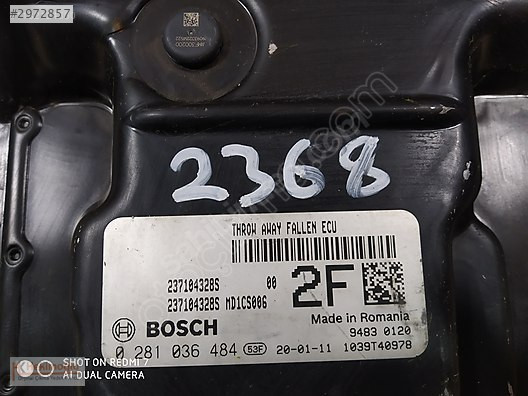 #2972857
2368
THROW AWAY FALLEN ECU
237104328S 00
237104328S MD1CS006
2F
Made in Romania
BOSCH
9483 0120
0 281 036 484 53F 20-01-11 1039T40978
SHOT ON REDMI 7
AI DUAL CAMERA